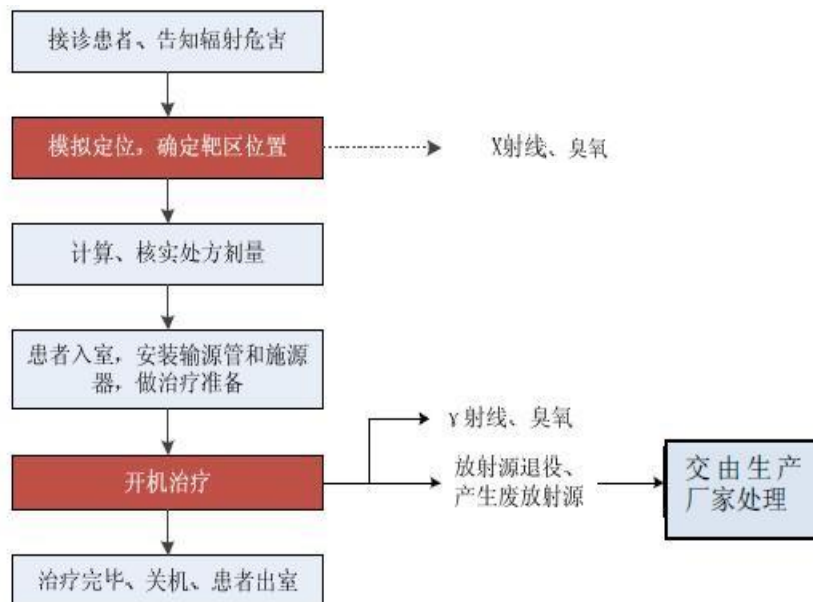 接诊患者、告知辐射危害
模拟定位，确定靶区位置
X射线、臭氧
计算、核实处方剂量
患者入室，安装输源管和施源
器，做治疗准备
γ射线、臭氧
开机治疗
放射源退役、
产生废放射源
交由生产
厂家处理
治疗完毕、关机、患者出室